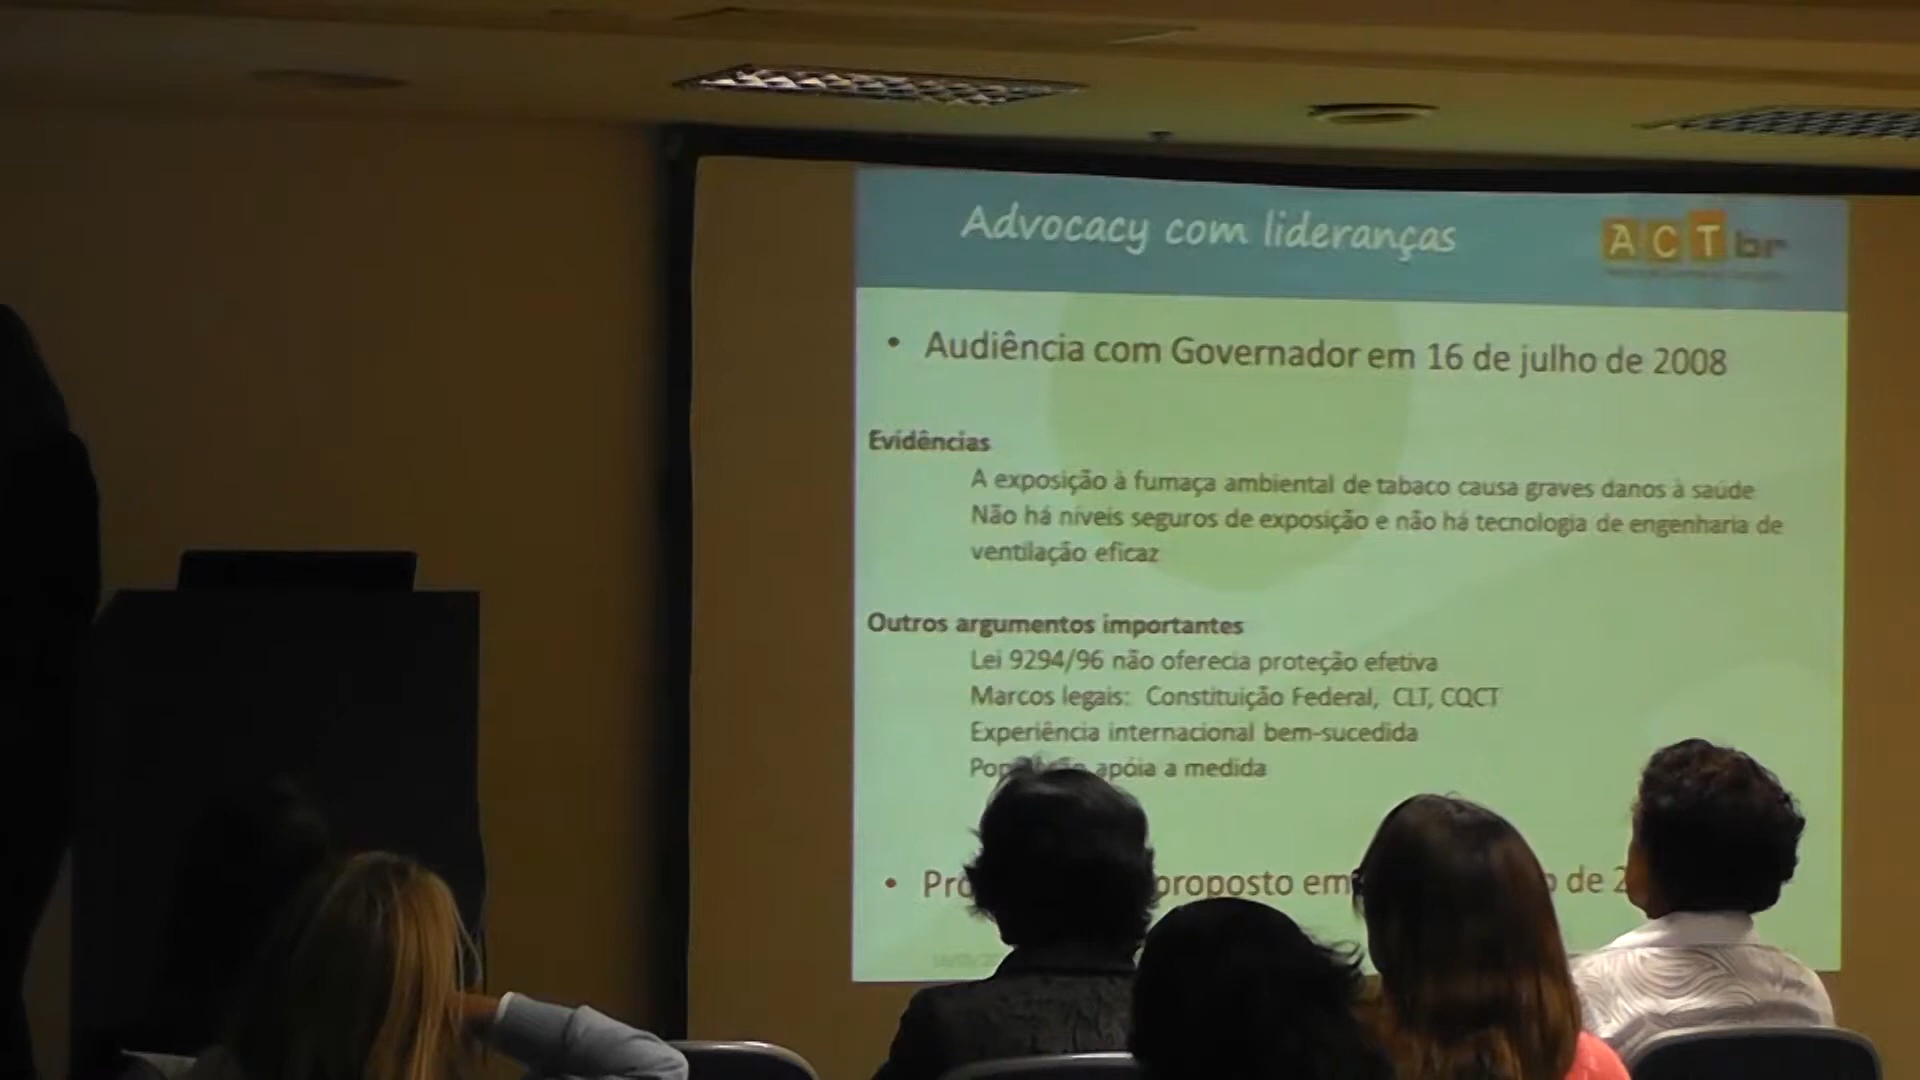 Advocacy com lideranças
ACTbr
• Audiência com Governador em 16 de julho de 2008
Evidências
A exposição à fumaça ambiental de tabaco causa graves danos à saúde
Não há níveis seguros de exposição e não há tecnologia de engenharia de
ventilação eficaz
Outros argumentos importantes
Lei 9294/96 não oferecia proteção efetiva
Marcos legais: Constituição Federal, CLT, CQCT
Experiência internacional bem-sucedida
apóia a medida
• proposto em de